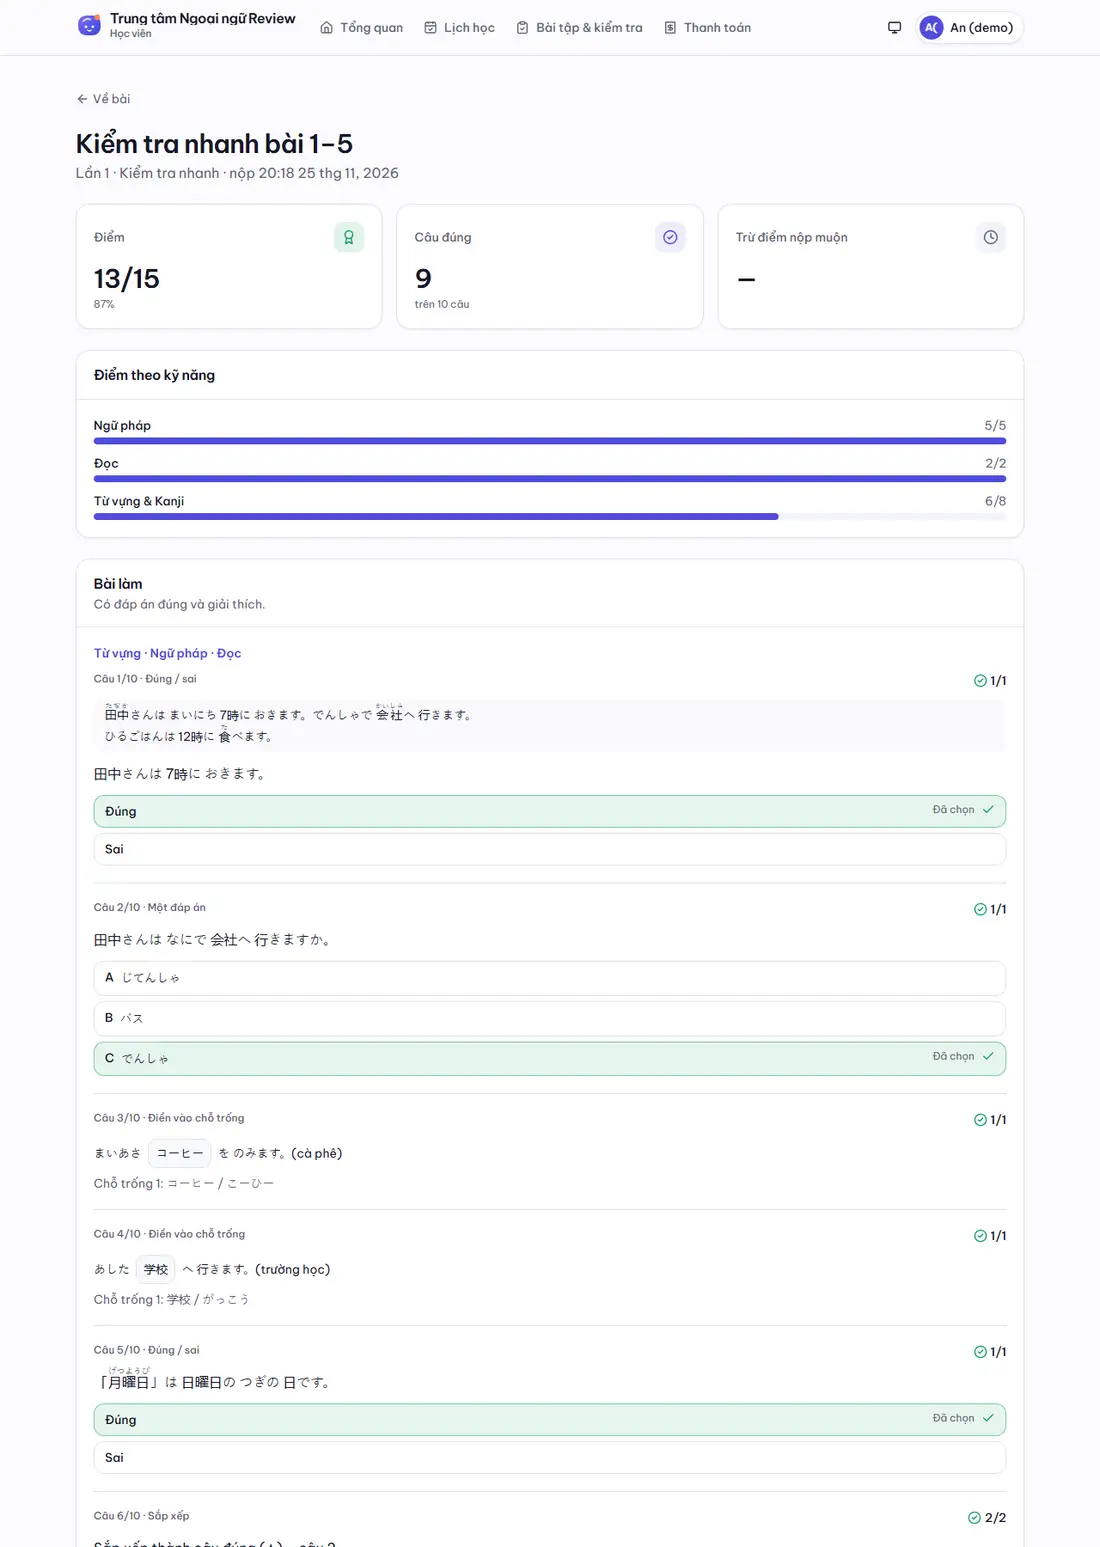 Trung tâm Ngoại ngữ Review
Học viên
Tổng quan
Lịch học
Bài tập & kiểm tra
Thanh toán
A(
An (demo)
← Về bài
Kiểm tra nhanh bài 1–5
Lần 1 · Kiểm tra nhanh · nộp 20:18 25 thg 11, 2026
Điểm
13/15
87%
Câu đúng
9
trên 10 câu
Trừ điểm nộp muộn
—
Điểm theo kỹ năng
Ngữ pháp 5/5
Đọc 2/2
Từ vựng & Kanji 6/8
Bài làm
Có đáp án đúng và giải thích.
Từ vựng · Ngữ pháp · Đọc
Câu 1/10 · Đúng / sai 1/1
たなか かいしゃ
田中さんは まいにち 7時に おきます。でんしゃで 会社へ 行きます。
た
ひるごはんは 12時に 食べます。
田中さんは 7時に おきます。
Đúng Đã chọn
Sai
Câu 2/10 · Một đáp án 1/1
田中さんは なにで 会社へ 行きますか。
A じてんしゃ
B バス
C でんしゃ Đã chọn
Câu 3/10 · Điền vào chỗ trống 1/1
まいあさ コーヒー を のみます。(cà phê)
Chỗ trống 1: コーヒー / こーひー
Câu 4/10 · Điền vào chỗ trống 1/1
あした 学校 へ 行きます。(trường học)
Chỗ trống 1: 学校 / がっこう
Câu 5/10 · Đúng / sai 1/1
げつようび
「月曜日」は 日曜日の つぎの 日です。
Đúng Đã chọn
Sai
Câu 6/10 · Sắp xếp 2/2